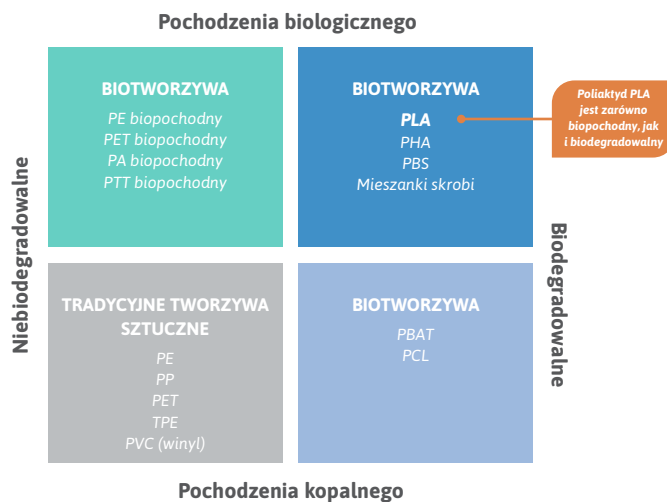 Pochodzenia biologicznego
Niebiodegradowalne
BIOTWORZYWA
PE biopochodny
PET biopochodny
PA biopochodny
PTT biopochodny
BIOTWORZYWA
PLA
PHA
PBS
Mieszanki skrobi
Poliaktyd PLA
jest zarówno
biopochodny, jak
i biodegradowalny
Biodegradowalne
TRADYCYJNE TWORZYWA
SZTUCZNE
PE
PP
PET
TPE
PVC (winyl)
BIOTWORZYWA
PBAT
PCL
Pochodzenia kopalnego